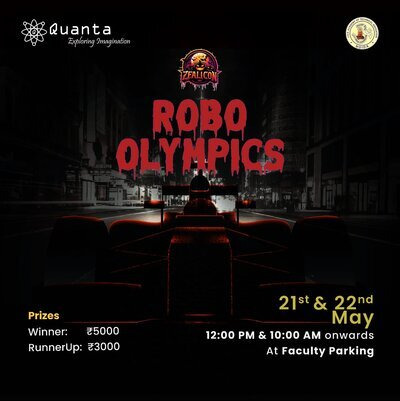 Quanta
Exploring Imagination
ZEALICON
ROBO
OLYMPICS
Prizes
Winner: ₹5000
RunnerUp: ₹3000
21st & 22nd
May
12:00 PM & 10:00 AM onwards
At Faculty Parking